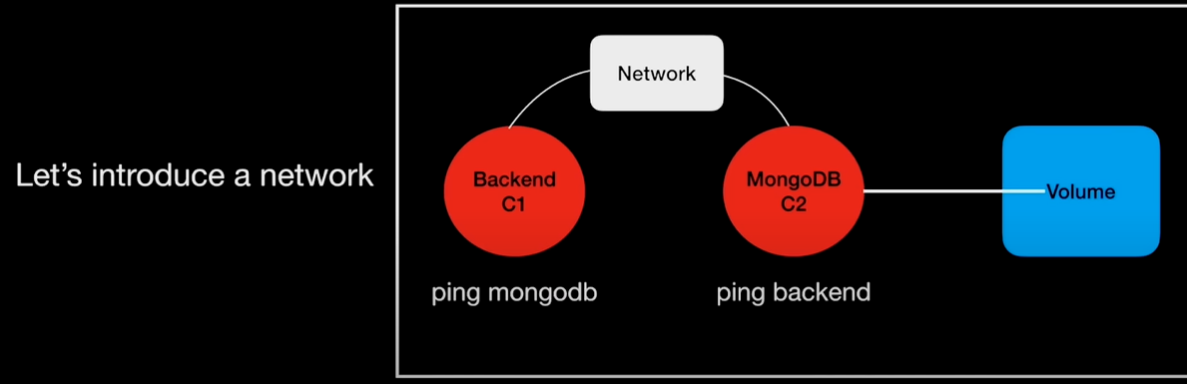 Let's introduce a network
Network
Backend
C1
MongoDB
C2
Volume
ping mongodb
ping backend